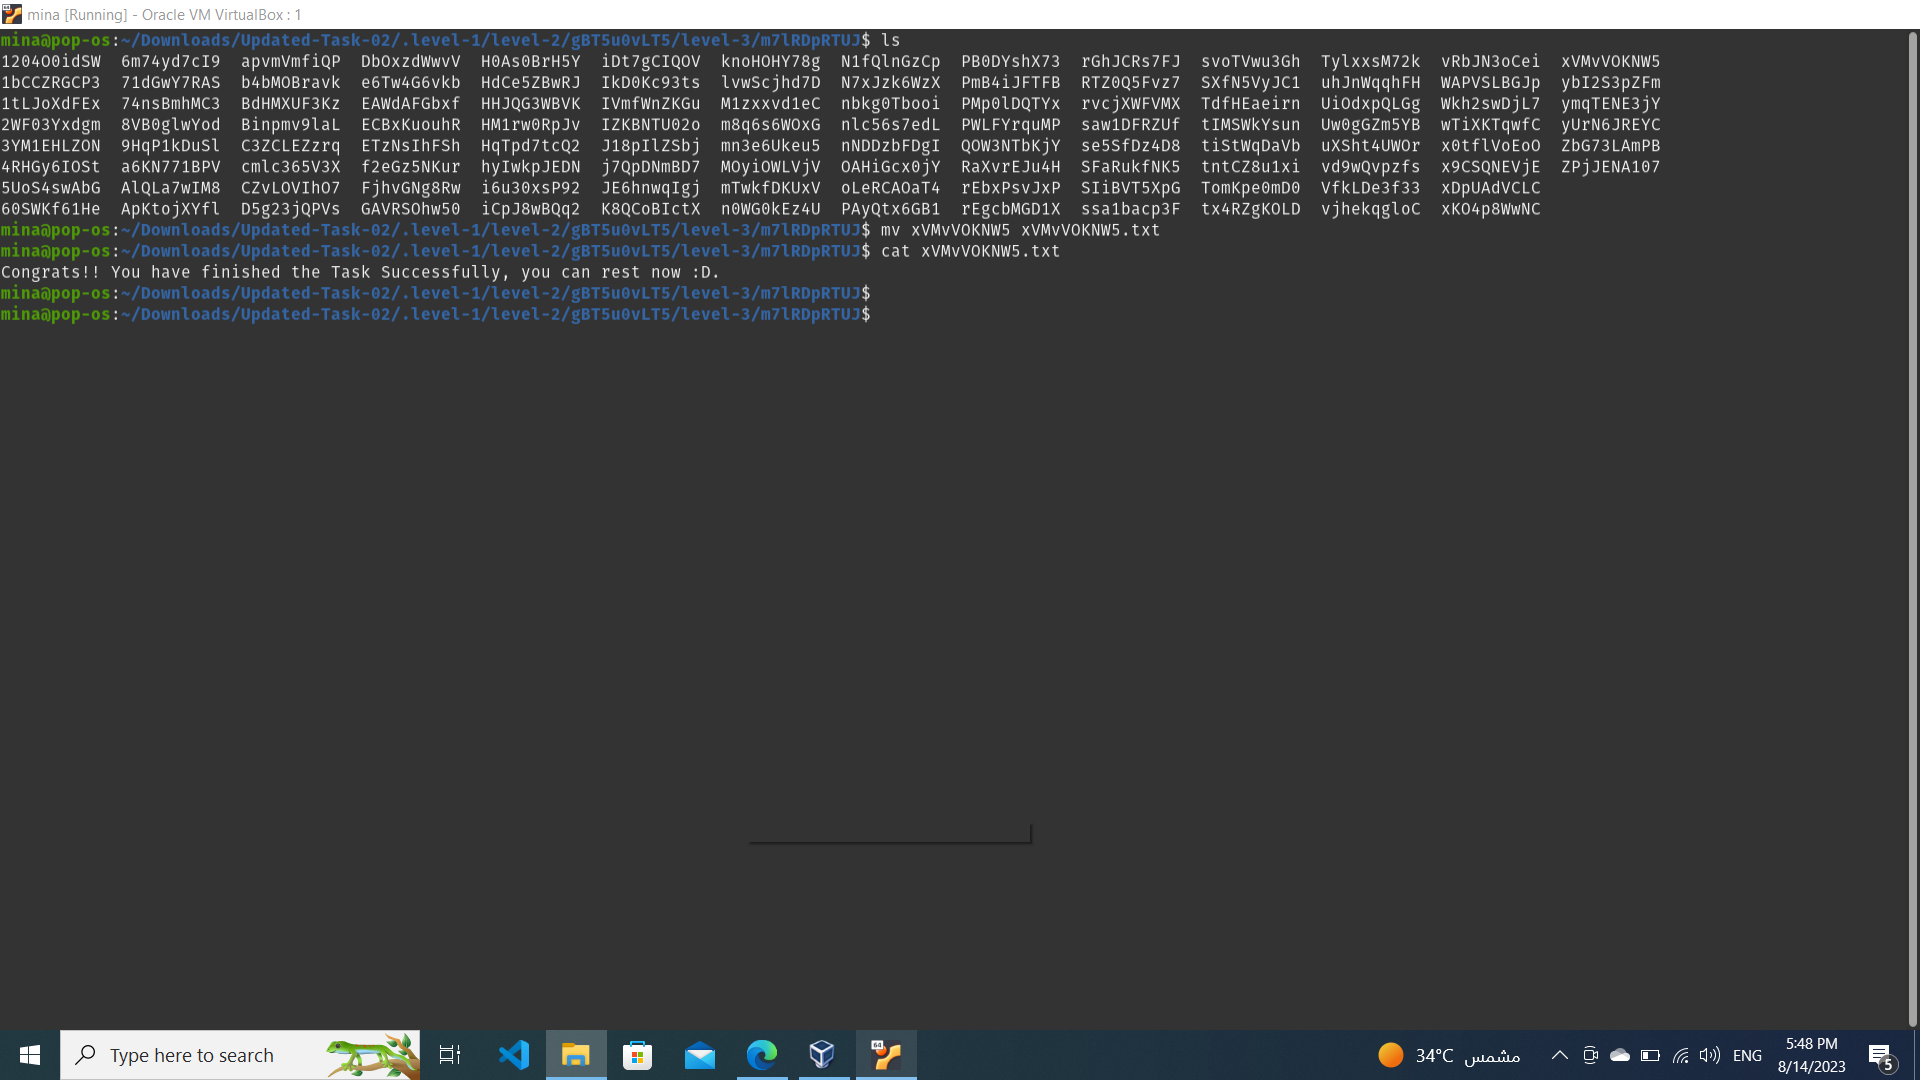 mina [Running] - Oracle VM VirtualBox : 1
mina@pop-os:~/Downloads/Updated-Task-02/.level-1/level-2/gBT5u0vLT5/level-3/m7lRDpRTUJ$ ls
1204O0idSW 6m74yd7cI9 apvmVmfiQP DbOxzdWwvV H0As0BrH5Y iDt7gCIQOV knoHOHY78g N1fQlnGzCp PB0DYshX73 rGhJCRs7FJ svoTVwu3Gh TylxxsM72k vRbJN3oCei xVMvVOKNW5
1bCCZRGCP3 71dGwY7RAS b4bMOBravk e6Tw4G6vkb HdCe5ZBwRJ IkD0Kc93ts lvwScjhd7D N7xJzk6WzX PmB4iJFTFB RTZ0Q5Fvz7 SXfN5VyJC1 uhJnWqqhFH WAPVSLBGJp ybI2S3pZFm
1tLJoXdFEx 74nsBmhMC3 BdHMXUF3Kz EAWdAFGbxf HHJQG3WBVK IVmfWnZKGu M1zxxvd1eC nbkg0Tbooi PMp0lDQTYx rvcjXWFVMX TdfHEaeirn UiOdxpQLGg Wkh2swDjL7 ymqTENE3jY
2WF03Yxdgm 8VB0glwYod Binpmv9laL ECBxKuouhR HM1rw0RpJv IZKBNTU02o m8q6s6WOxG nlc56s7edL PWLFYrquMP saw1DFRZUf tIMSWkYsun Uw0gGZm5YB wTiXKTqwfC yUrN6JREYC
3YM1EHLZON 9HqP1kDuSl C3ZCLEZzrq ETzNsIhFSh HqTpd7tcQ2 J18pIlZSbj mn3e6Ukeu5 nNDDzbFDgI QOW3NTbKjY se5SfDz4D8 tiStWqDaVb uXSht4UWOr x0tflVoEoO ZbG73LAmPB
4RHGy6IOSt a6KN771BPV cmlc365V3X f2eGz5NKur hyIwkpJEDN j7QpDNmBD7 MOyiOWLVjV OAHiGcx0jY RaXvrEJu4H SFaRukfNK5 tntCZ8u1xi vd9wQvpzfs x9CSQNEVjE ZPjJENA107
5UoS4swAbG AlQLa7wIM8 CZvLOVIhO7 FjhvGNg8Rw i6u30xsP92 JE6hnwqIgj mTwkfDKUxV oLeRCAOaT4 rEbxPsvJxP SIiBVT5XpG TomKpe0mD0 VfkLDe3f33 xDpUAdVCLC
60SWKf61He ApKtojXYfl D5g23jQPVs GAVRSOhw50 iCpJ8wBQq2 K8QCoBIctX n0WG0kEz4U PAyQtx6GB1 rEgcbMGD1X ssa1bacp3F tx4RZgKOLD vjhekqgloC xKO4p8WwNC
mina@pop-os:~/Downloads/Updated-Task-02/.level-1/level-2/gBT5u0vLT5/level-3/m7lRDpRTUJ$ mv xVMvVOKNW5 xVMvVOKNW5.txt
mina@pop-os:~/Downloads/Updated-Task-02/.level-1/level-2/gBT5u0vLT5/level-3/m7lRDpRTUJ$ cat xVMvVOKNW5.txt
Congrats!! You have finished the Task Successfully, you can rest now :D.
mina@pop-os:~/Downloads/Updated-Task-02/.level-1/level-2/gBT5u0vLT5/level-3/m7lRDpRTUJ$
mina@pop-os:~/Downloads/Updated-Task-02/.level-1/level-2/gBT5u0vLT5/level-3/m7lRDpRTUJ$
Type here to search
64
34°C مشمس
ENG
5:48 PM
8/14/2023
5